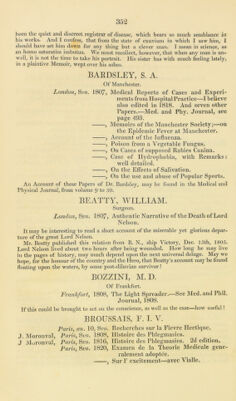 352
been the quiet and discreet registrar of disease, which bears so much semblance in
his works. And I confess, that from the state of cranium in which I saw him, I
should have set him down for any thing but a clever man. I mean in science, as
an homo naturalibus imbutus. We must recollect, however, that when any man is un-
well, it is not the time to take his portrait. His sister has with much feeling lately,
in a plaintive Memoir, wept over his ashes.
BARDSLEY, S. A.
Of Manchester.
London, 8vo. 1807, Medical Reports of Cases and Experi-
ments from Hospital Practice—I believe
also edited in 1818. And seven other
Papers.—Med. and Phy. Journal, see
page 493.
——, Memoirs of the Manchester Society;—on
the Epidemic Fever at Manchester.
——, Account of the Influenza.
——, Poison from a Vegetable Fungus.
——, On Cases of supposed Rabies Canina.
——, Case of Hydrophobia, with Remarks:
well detailed.
——, On the Effects of Salivation.
——, On the use and abuse of Popular Sports.
An Account of these Papers of Dr. Bardsley, may be found in the Medical and
Physical Journal, from volume 9 to 20.
BEATTY, WILLIAM.
Surgeon.
London, 8vo. 1807, Authentic Narrative of the Death of Lord
Nelson.
It may be interesting to read a short account of the miserable yet glorious depar-
ture of the great Lord Nelson.
Mr. Beatty published this relation from R. N., ship Victory, Dec. 15th, 1805.
Lord Nelson lived about two hours after being wounded. How long he may live
in the pages of history, may much depend upon the next universal deluge. May we
hope, for the honour of the country and the Hero, that Beatty's account may be found
floating upon the waters, by some post-diluvian survivor!
BOZZINI, M. D.
Of Frankfort.
Frankfort, 1808, The Light Spreader.—See Med. and Phil.
Journal, 1808.
If this could be brought to act on the conscience, as well as the cust—how useful!
BROUSSAIS, F. I. V.
Paris, an. 10, 8vo. Recherches sur la Fievre Hectique.
Paris, 8vo. 1808, Histoire des Phlegmasies.
Paris, 8vo. 1816, Histoire des Phlegmasies. 2d edition.
Paris, 8vo. 1820, Examen de la Theorie Medicale gene-
ralement adoptée.
——, Sur l' excitement—avec Vialle.